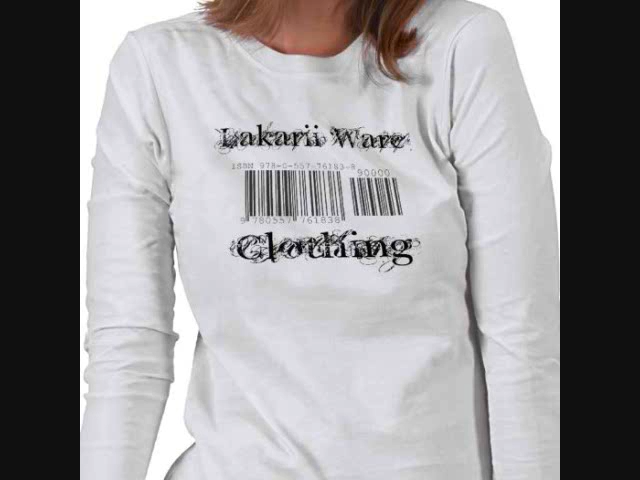 Lakarii Ware
ISBN 978-0-557-76183-8
90000
9 780557 761838
Clothing